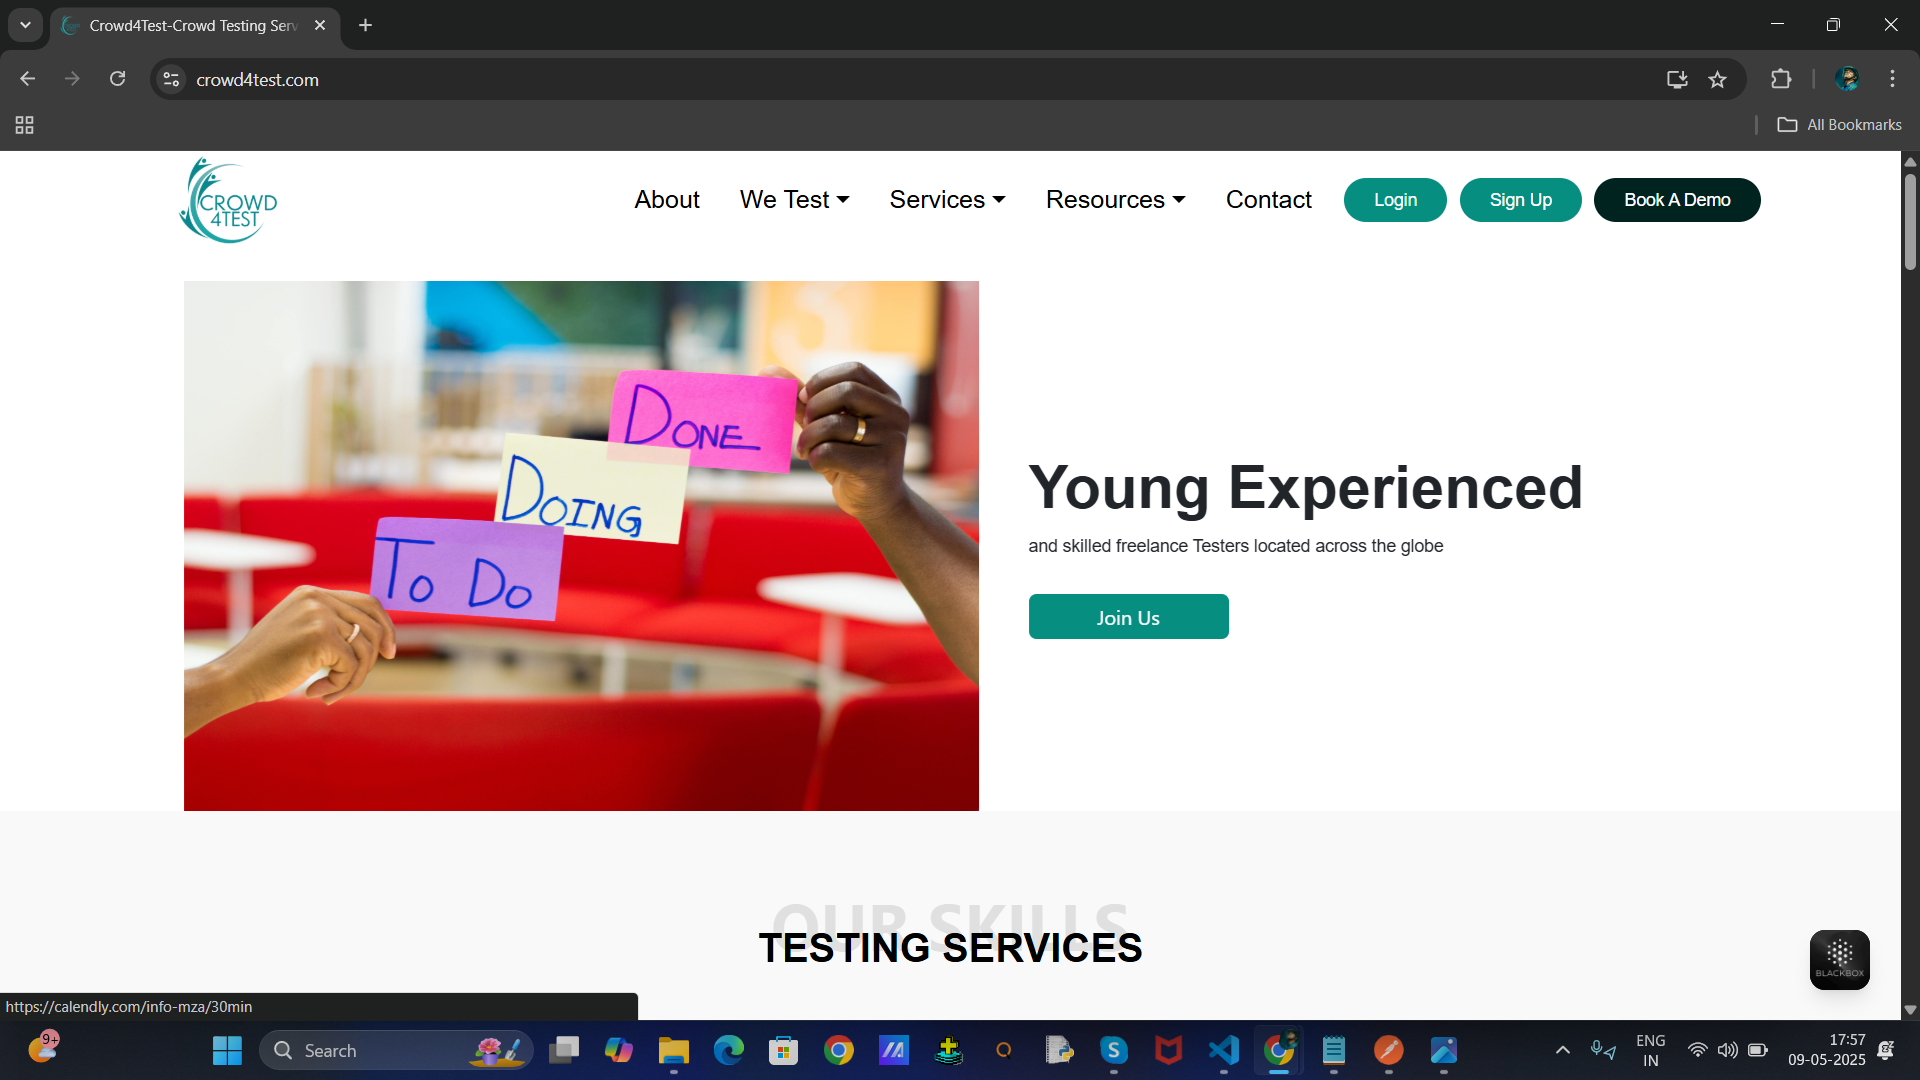 Crowd4Test-Crowd Testing Serv
crowd4test.com
All Bookmarks
CROWD
4TEST
About
We Test
Services
Resources
Contact
Login
Sign Up
Book A Demo
DONE
DOING
TO DO
Young Experienced
and skilled freelance Testers located across the globe
Join Us
OUR SKILLS
TESTING SERVICES
BLACKBOX
https://calendly.com/info-mza/30min
9+
Search
ENG
IN
17:57
09-05-2025